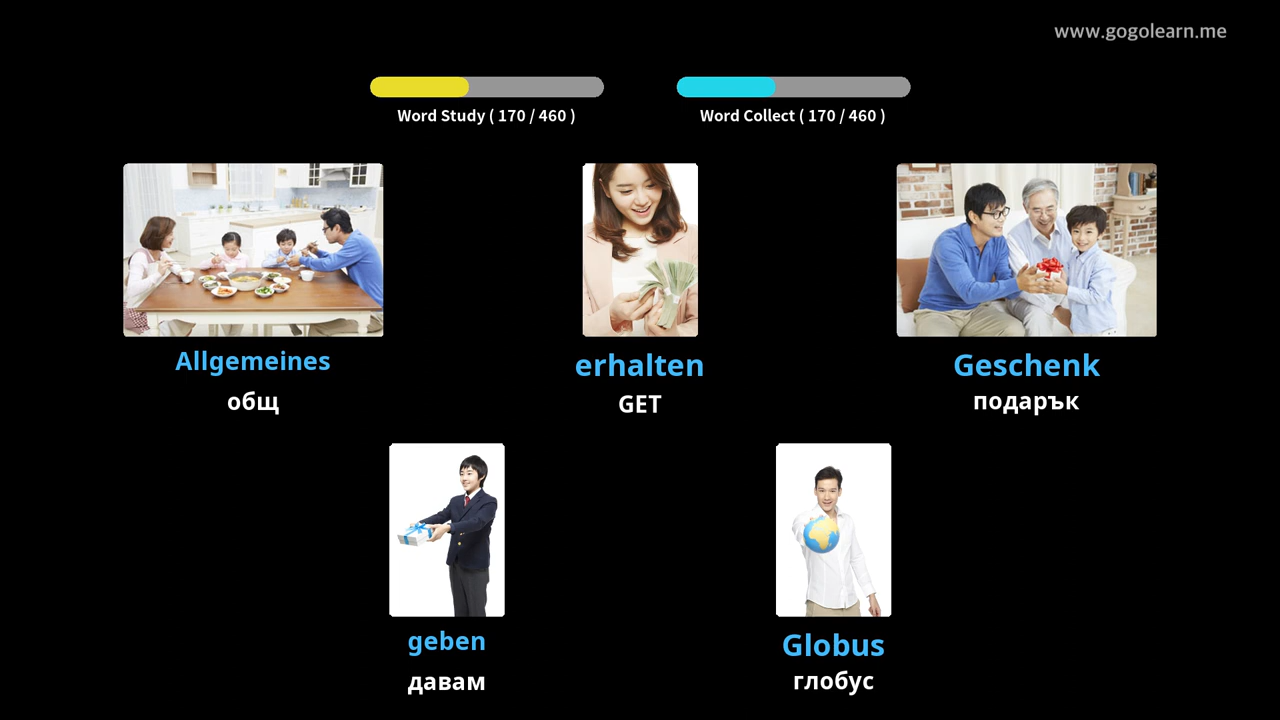 www.gogolearn.me
Word Study ( 170 / 460 )
Word Collect ( 170 / 460 )
Allgemeines
общ
erhalten
GET
Geschenk
подарък
geben
давам
Globus
глобус